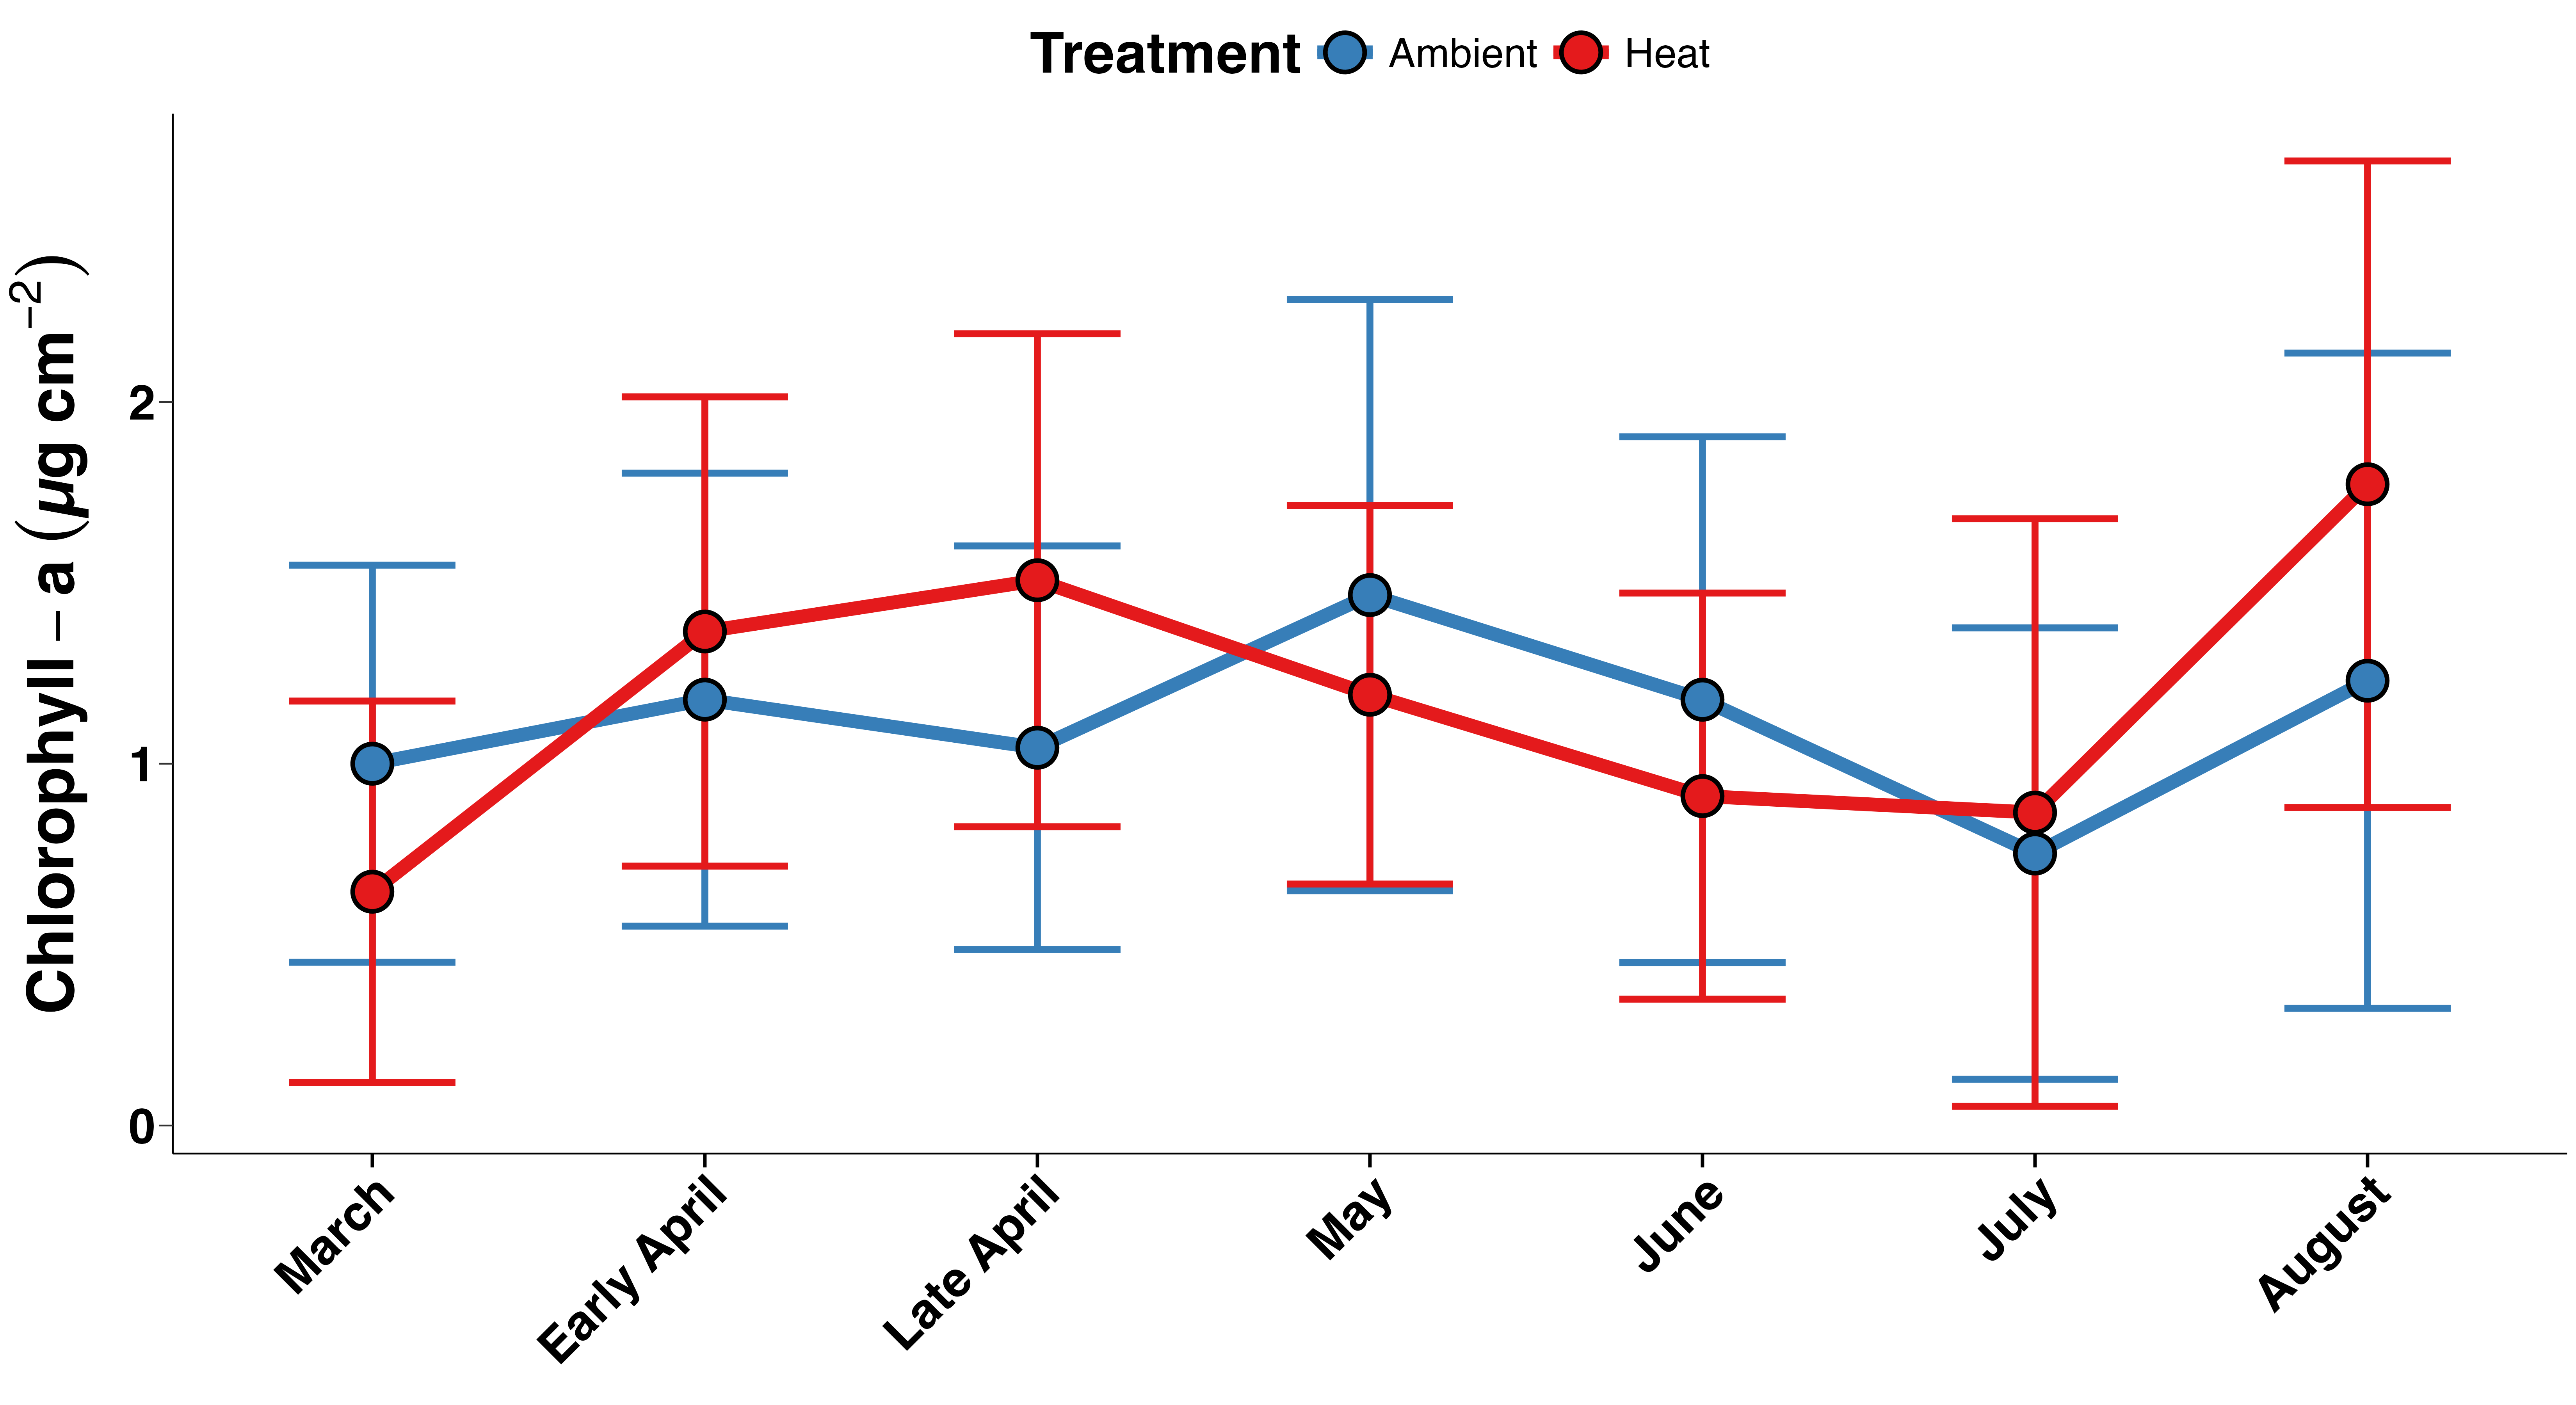 Treatment Ambient Heat
Chlorophyll – a (µg cm⁻²)
2
1
0
March
Early April
Late April
May
June
July
August